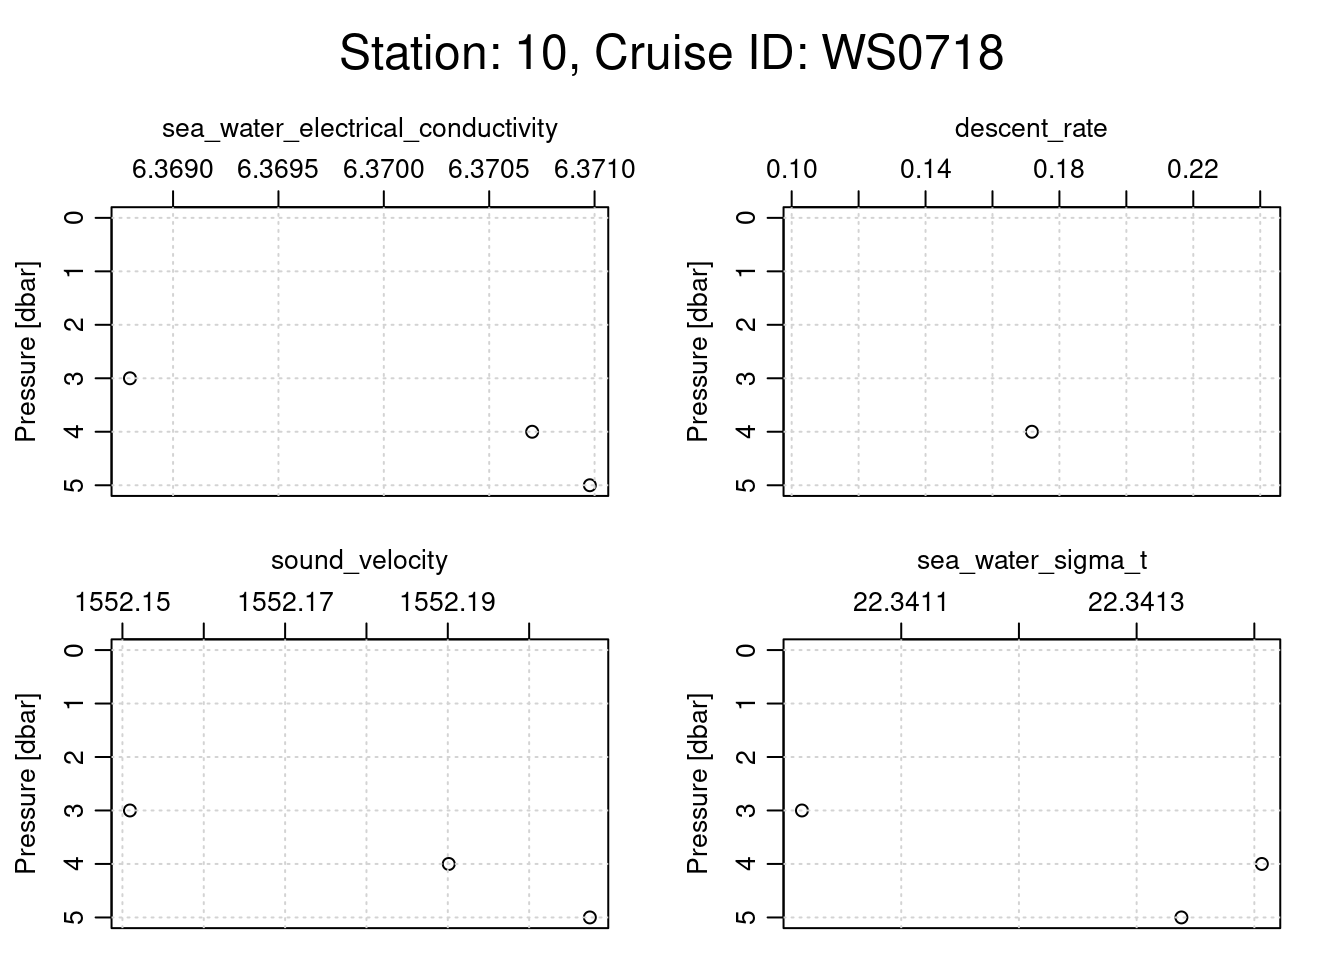 Station: 10, Cruise ID: WS0718
sea_water_electrical_conductivity
6.3690 6.3695 6.3700 6.3705 6.3710
Pressure [dbar]
0
1
2
3
4
5
descent_rate
0.10 0.14 0.18 0.22
Pressure [dbar]
0
1
2
3
4
5
sound_velocity
1552.15 1552.17 1552.19
Pressure [dbar]
0
1
2
3
4
5
sea_water_sigma_t
22.3411 22.3413
Pressure [dbar]
0
1
2
3
4
5